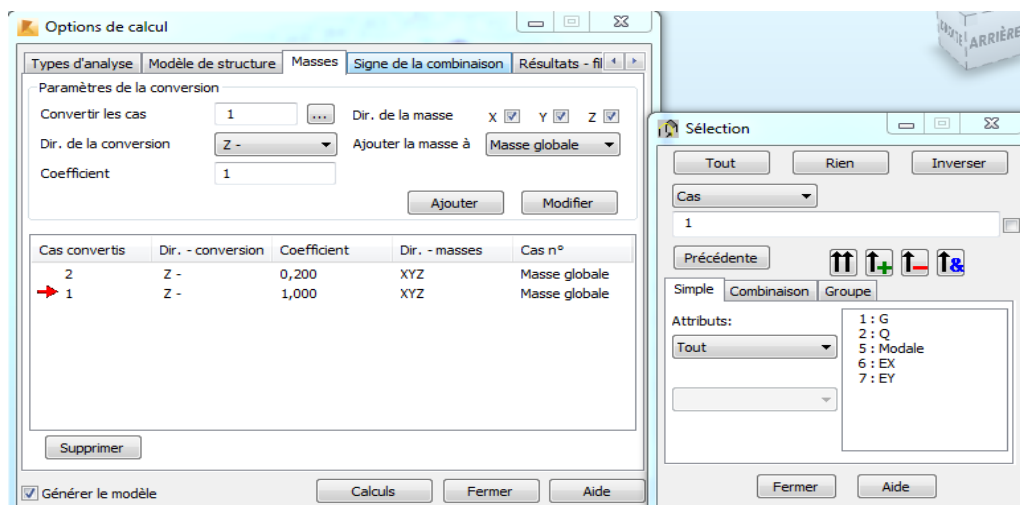 Options de calcul
Types d'analyse Modèle de structure Masses Signe de la combinaison Résultats - fil
Paramètres de la conversion
Convertir les cas 1 ... Dir. de la masse X Y Z
Dir. de la conversion Z - Ajouter la masse à Masse globale
Coefficient 1
Ajouter Modifier
Cas convertis Dir. - conversion Coefficient Dir. - masses Cas n°
2 Z - 0,200 XYZ Masse globale
1 Z - 1,000 XYZ Masse globale
Supprimer
Générer le modèle Calculs Fermer Aide
ARRIÈRE
Sélection
Tout Rien Inverser
Cas
1
Précédente
Simple Combinaison Groupe
Attributs:
Tout
1 : G
2 : Q
5 : Modale
6 : EX
7 : EY
Fermer Aide